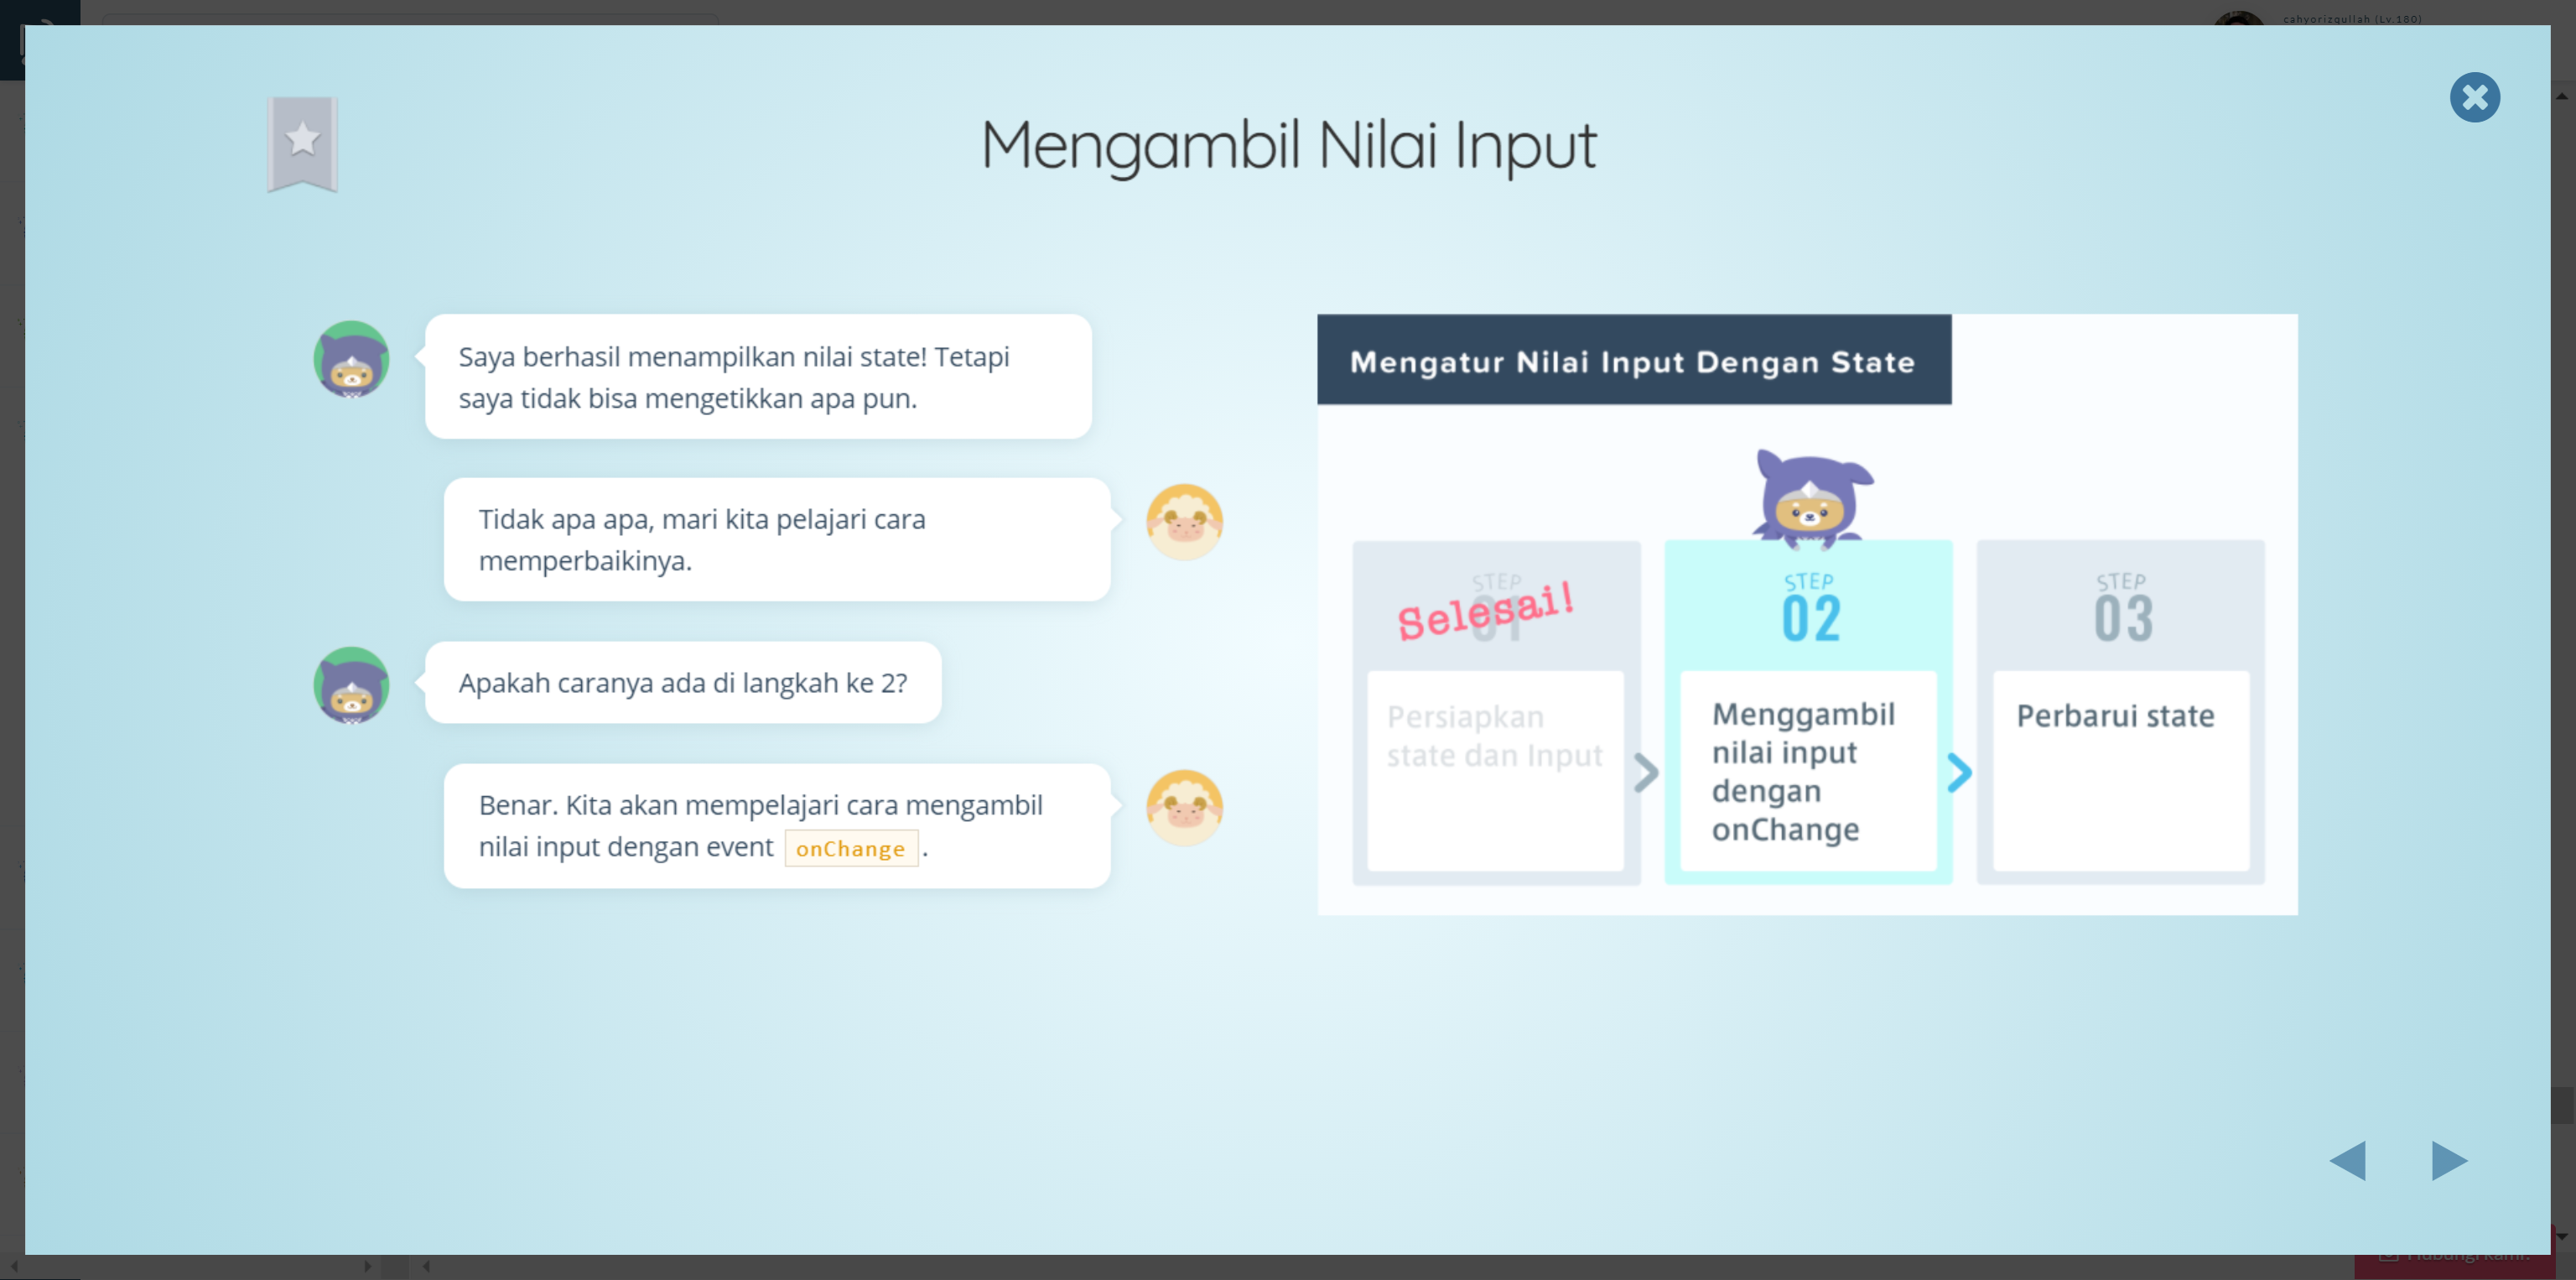 cahyorizqullah (Lv.180)
Mengambil Nilai Input
Saya berhasil menampilkan nilai state! Tetapi
saya tidak bisa mengetikkan apa pun.
Tidak apa apa, mari kita pelajari cara
memperbaikinya.
Apakah caranya ada di langkah ke 2?
Benar. Kita akan mempelajari cara mengambil
nilai input dengan event onChange .
Mengatur Nilai Input Dengan State
STEP
01
Selesai!
Persiapkan
state dan Input
STEP
02
Menggambil
nilai input
dengan
onChange
STEP
03
Perbarui state